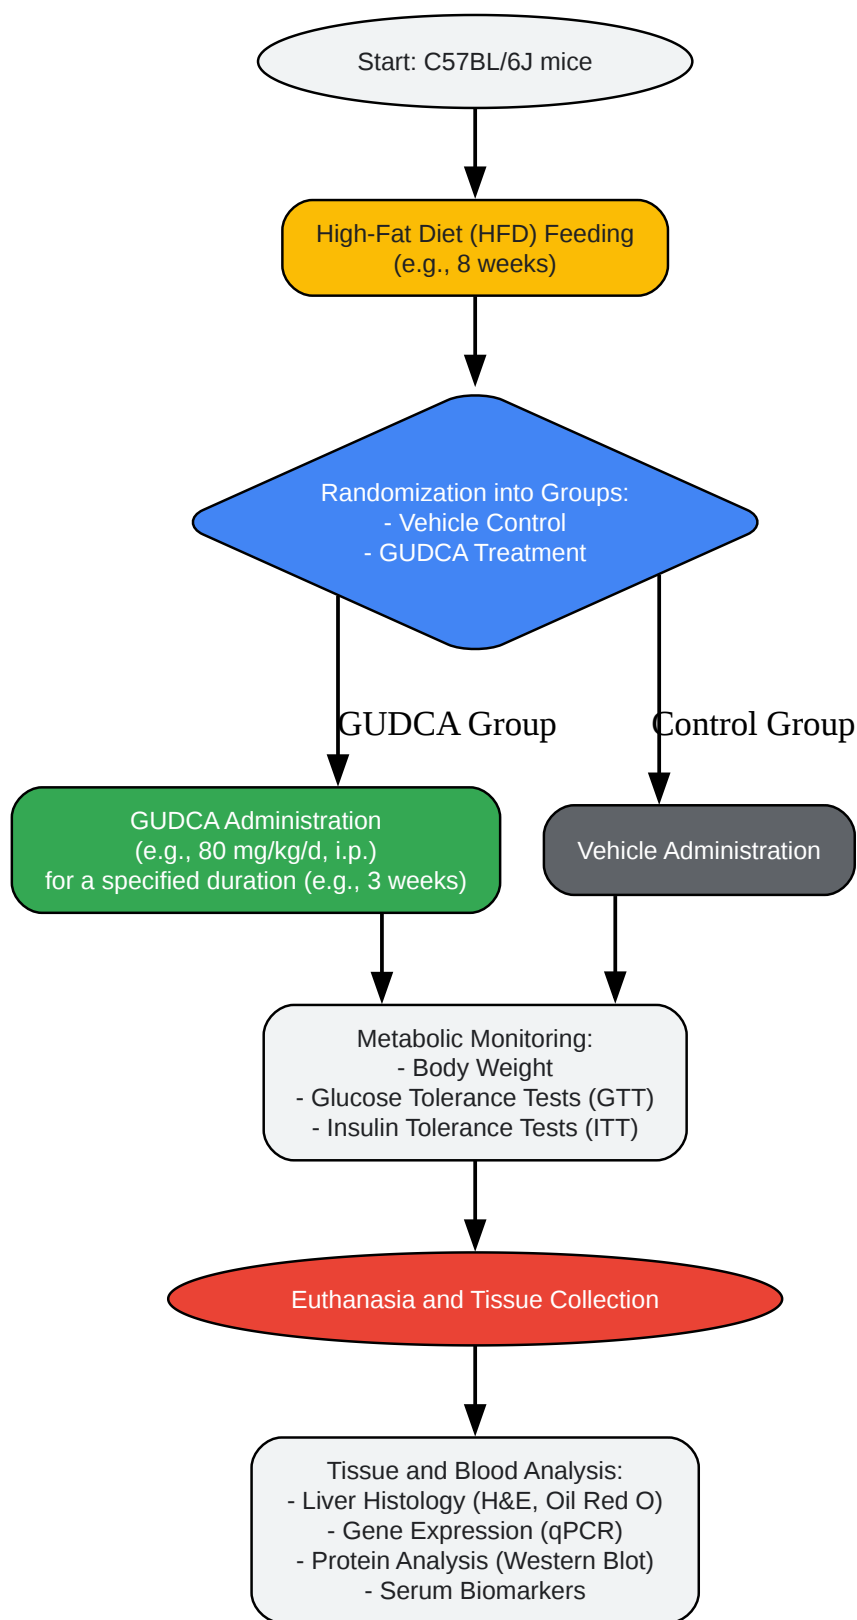 Start: C57BL/6J mice
High-Fat Diet (HFD) Feeding
(e.g., 8 weeks)
Randomization into Groups:
- Vehicle Control
- GUDCA Treatment
GUDCA Group
Control Group
GUDCA Administration
(e.g., 80 mg/kg/d, i.p.)
for a specified duration (e.g., 3 weeks)
Vehicle Administration
Metabolic Monitoring:
- Body Weight
- Glucose Tolerance Tests (GTT)
- Insulin Tolerance Tests (ITT)
Euthanasia and Tissue Collection
Tissue and Blood Analysis:
- Liver Histology (H&E, Oil Red O)
- Gene Expression (qPCR)
- Protein Analysis (Western Blot)
- Serum Biomarkers